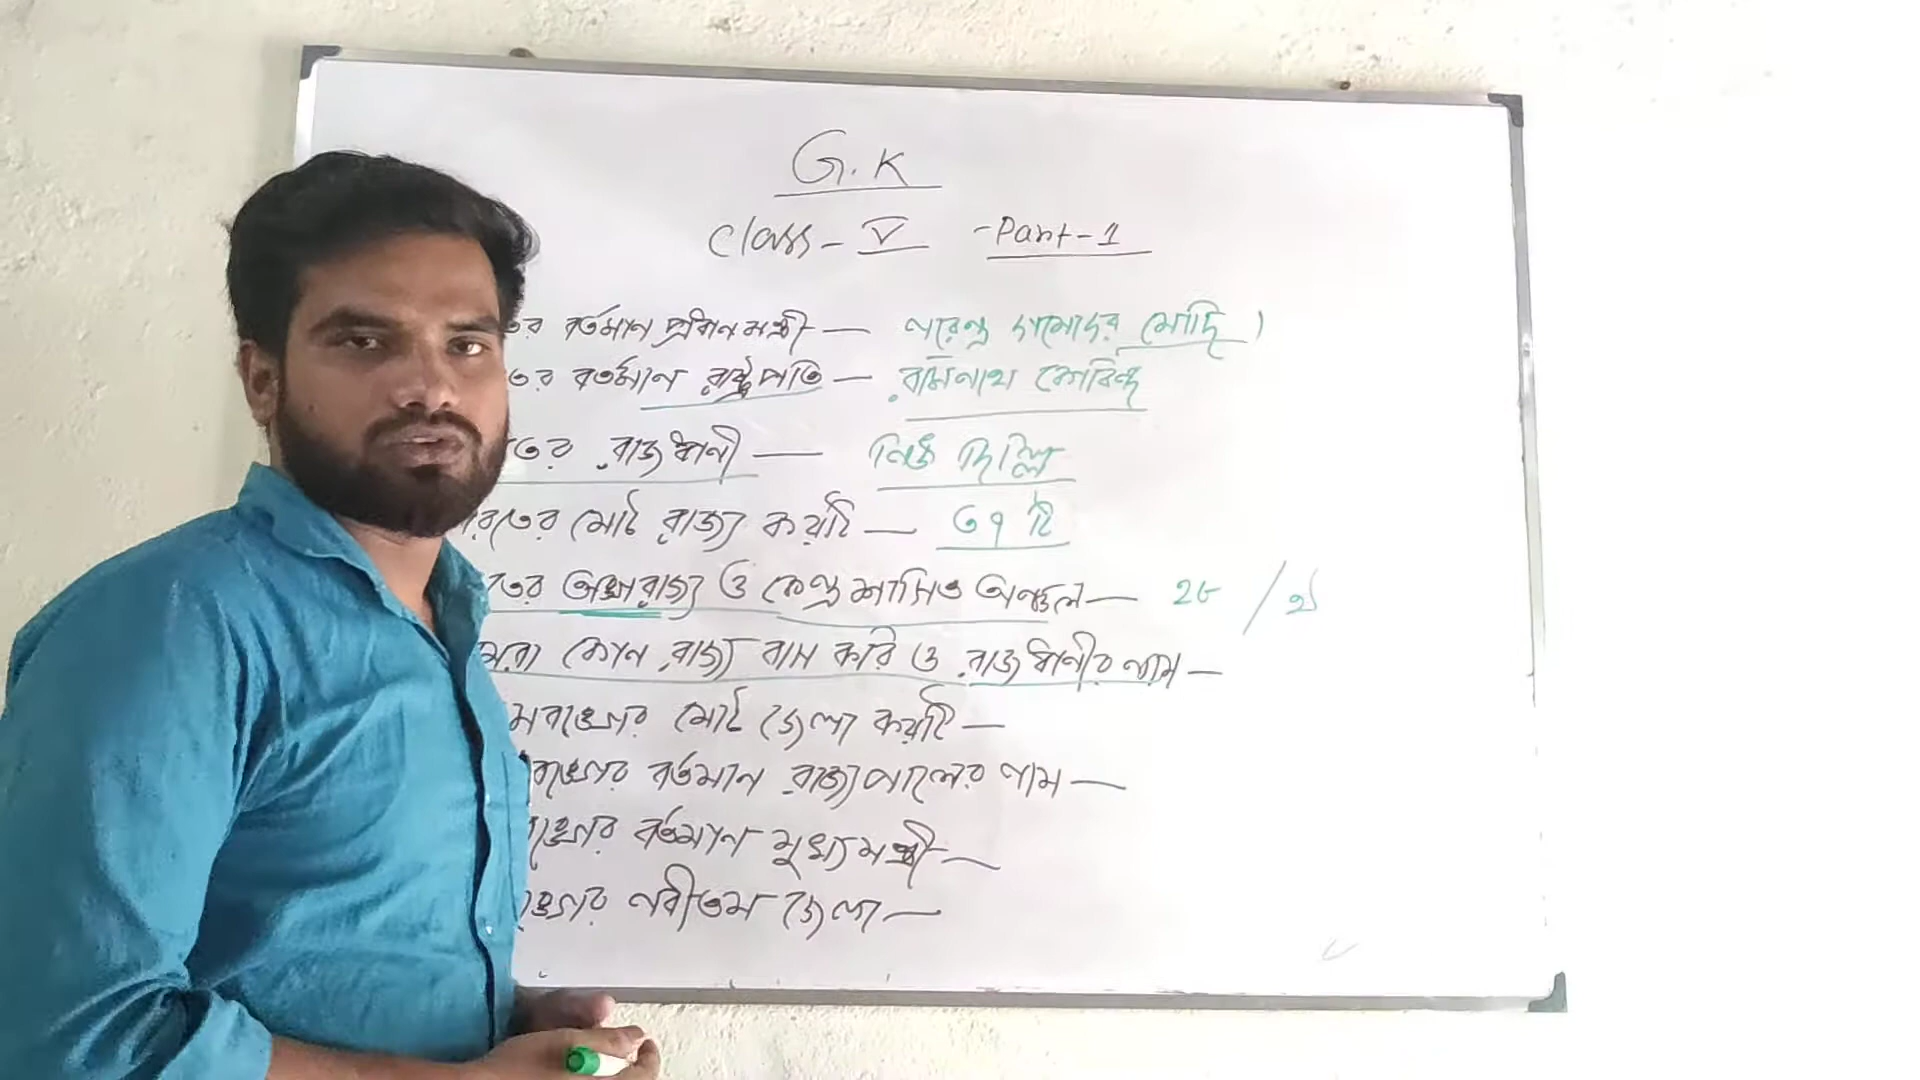 G.K
Class - V - Part - 1
তের বর্তমান প্রধানমন্ত্রী — নরেন্দ্র দামোদর মোদি।
তের বর্তমান রাষ্ট্রপতি — রামনাথ কোবিন্দ
তের রাজধানী — নিউ দিল্লি
রতের মোট রাজ্য কয়টি — ৩৭ টি
তের অঙ্গরাজ্য ও কেন্দ্র শাসিত অঞ্চল — ২৮ / ৯
মরা কোন রাজ্যে বাস করি ও রাজধানীর নাম —
মবঙ্গের মোট জেলা কয়টি —
বঙ্গের বর্তমান রাজ্যপালের নাম —
বঙ্গের বর্তমান মুখ্যমন্ত্রী —
ঙ্গের নবীতম জেলা —